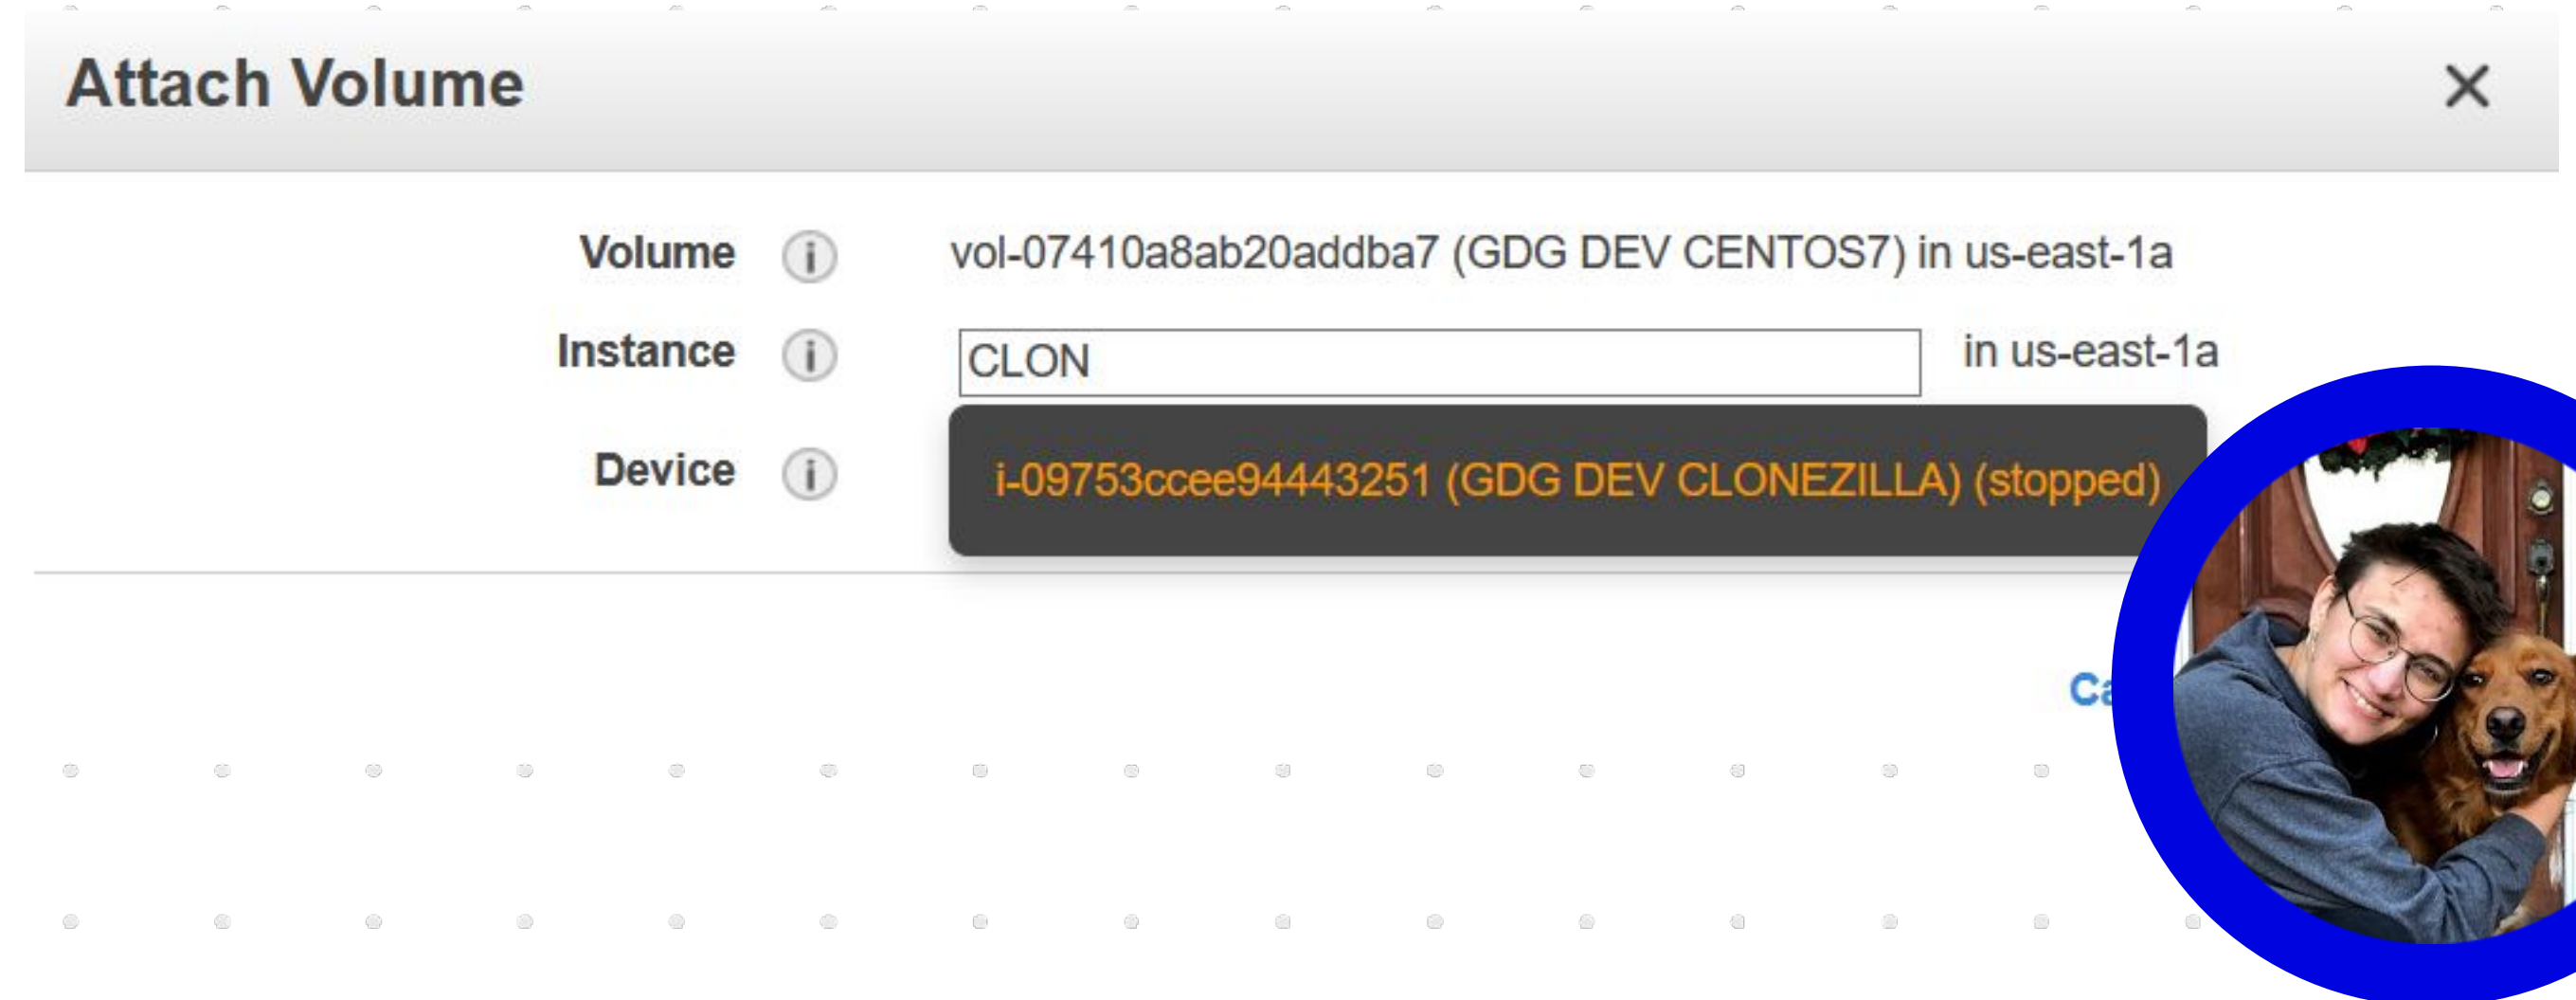 Attach Volume
Volume vol-07410a8ab20addba7 (GDG DEV CENTOS7) in us-east-1a
Instance CLON in us-east-1a
Device i-09753ccee94443251 (GDG DEV CLONEZILLA) (stopped)